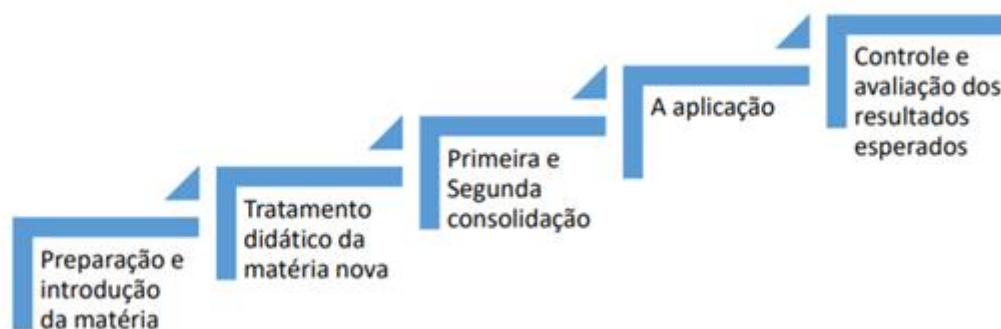 Preparação e
introdução
da matéria
Tratamento
didático da
matéria nova
Primeira e
Segunda
consolidação
A aplicação
Controle e
avaliação dos
resultados
esperados